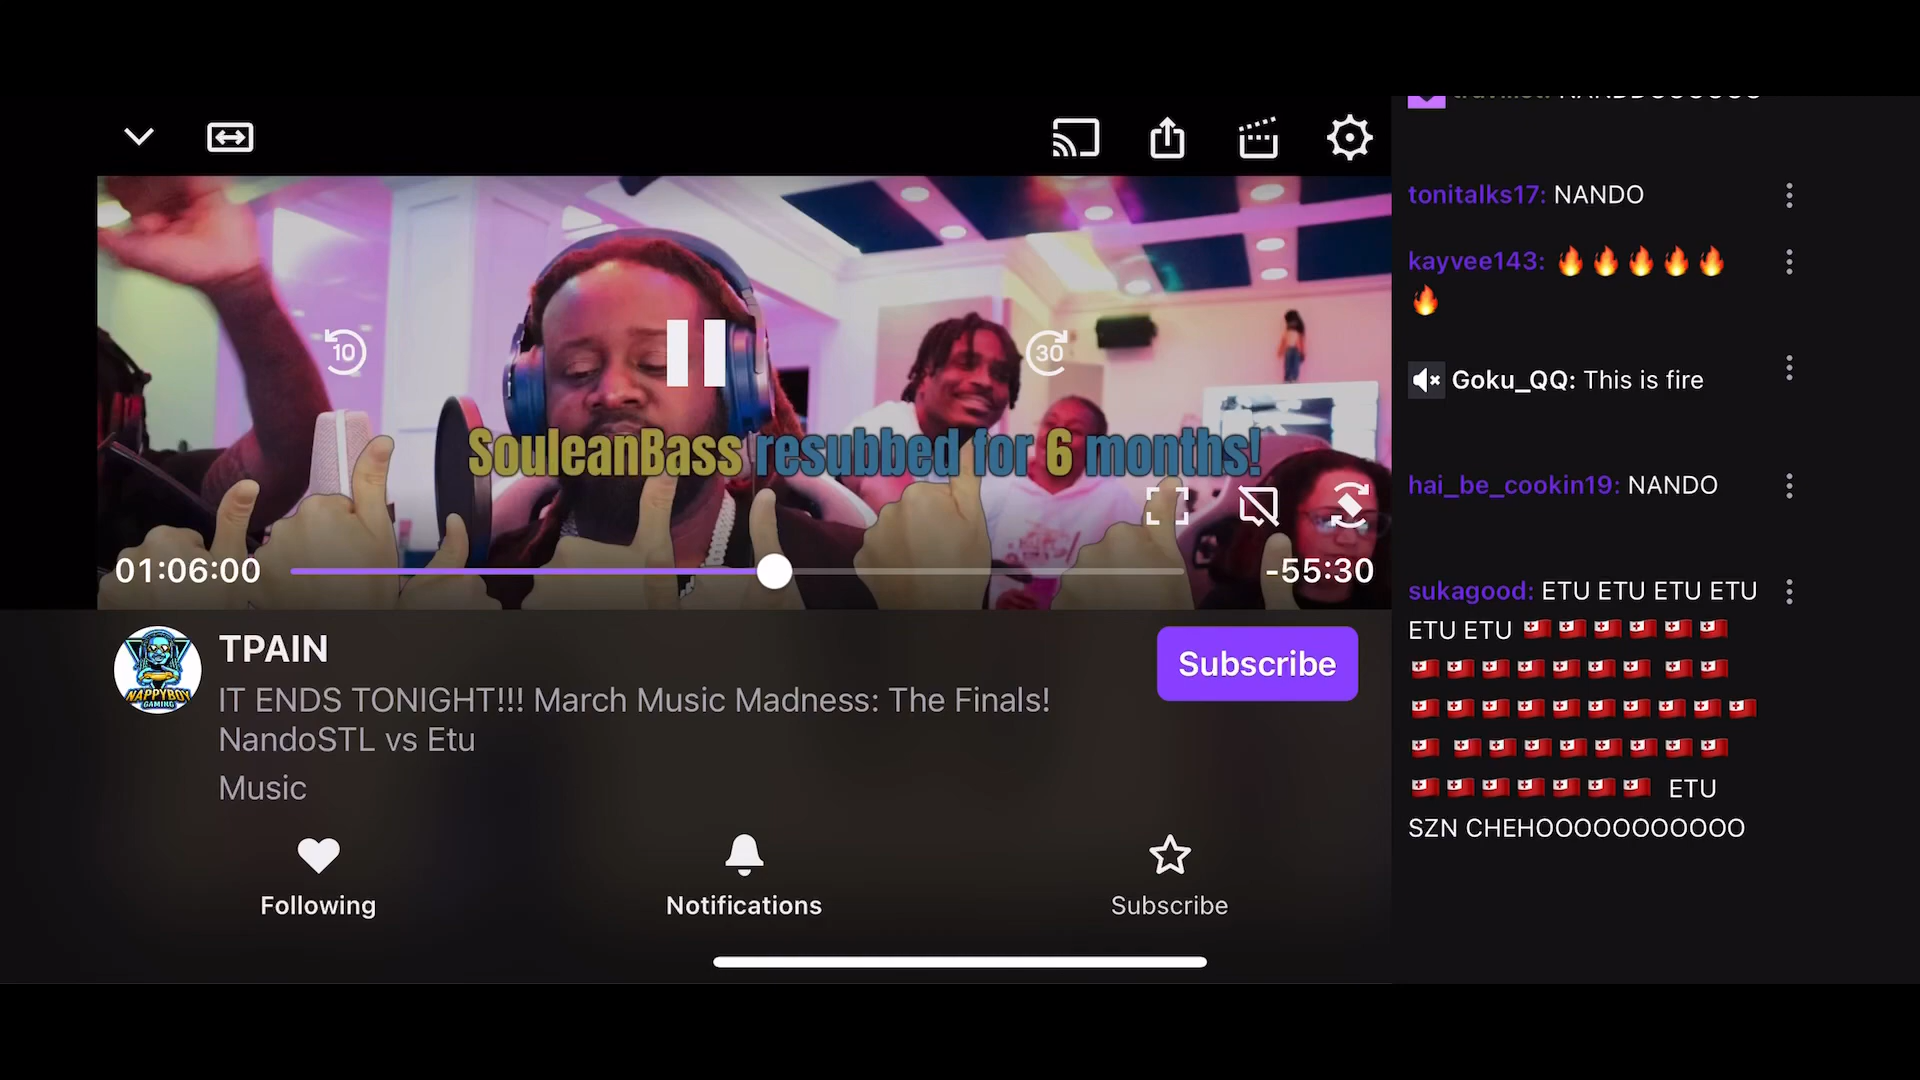 10
30
SouleanBass resubbed for 6 months!
01:06:00
-55:30
NAPPYBOY
GAMING
TPAIN
Subscribe
IT ENDS TONIGHT!!! March Music Madness: The Finals!
NandoSTL vs Etu
Music
Following
Notifications
Subscribe
tonitalks17: NANDO
kayvee143: 🔥🔥🔥🔥🔥
🔥
Goku_QQ: This is fire
hai_be_cookin19: NANDO
sukagood: ETU ETU ETU ETU
ETU ETU 🇹🇴🇹🇴🇹🇴🇹🇴🇹🇴🇹🇴
🇹🇴🇹🇴🇹🇴🇹🇴🇹🇴🇹🇴🇹🇴 🇹🇴🇹🇴
🇹🇴🇹🇴🇹🇴🇹🇴🇹🇴🇹🇴🇹🇴🇹🇴🇹🇴🇹🇴
🇹🇴 🇹🇴🇹🇴🇹🇴🇹🇴🇹🇴🇹🇴🇹🇴🇹🇴
🇹🇴🇹🇴🇹🇴🇹🇴🇹🇴🇹🇴🇹🇴 ETU
SZN CHEHOOOOOOOOOOO